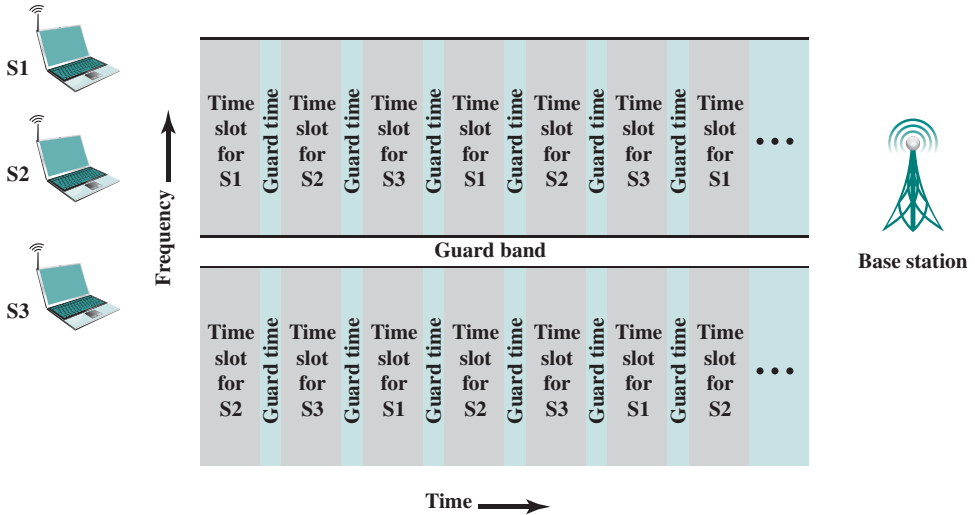 S1
S2
S3
Frequency
Time
slot
for
S1
Guard time
Time
slot
for
S2
Guard time
Time
slot
for
S3
Guard time
Time
slot
for
S1
Guard time
Time
slot
for
S2
Guard time
Time
slot
for
S3
Guard time
Time
slot
for
S1
•••
Guard band
Time
slot
for
S2
Guard time
Time
slot
for
S3
Guard time
Time
slot
for
S1
Guard time
Time
slot
for
S2
Guard time
Time
slot
for
S3
Guard time
Time
slot
for
S1
Guard time
Time
slot
for
S2
•••
Time
Base station